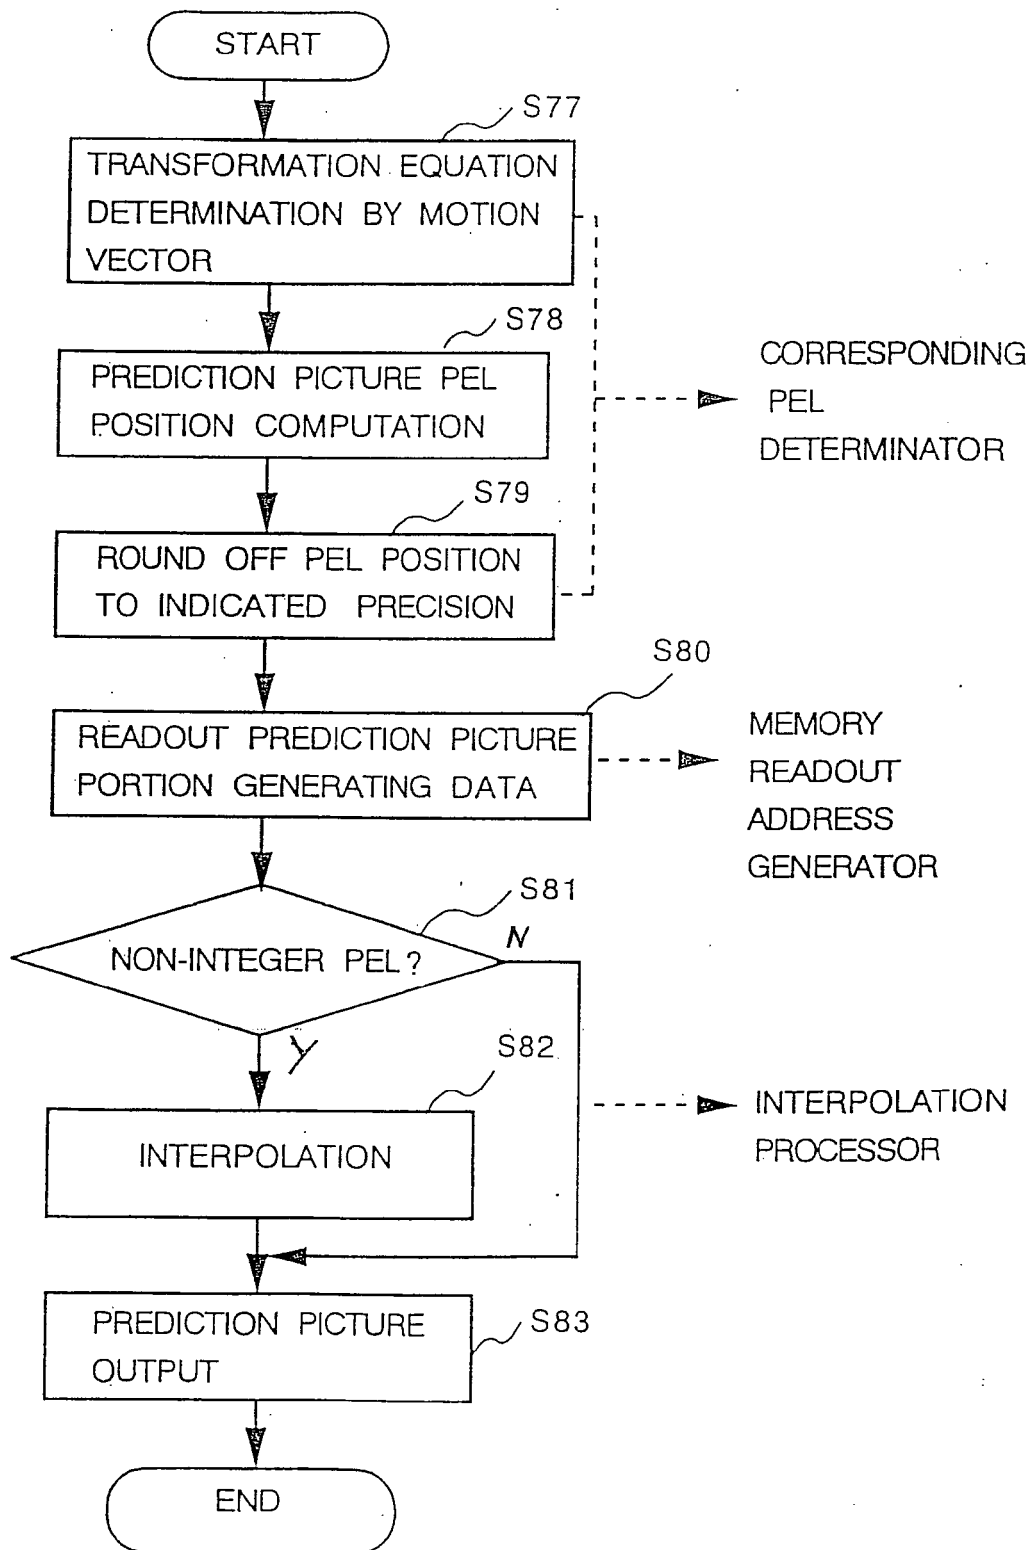 START
S77
TRANSFORMATION EQUATION
DETERMINATION BY MOTION
VECTOR
S78
PREDICTION PICTURE PEL
POSITION COMPUTATION
CORRESPONDING
PEL
DETERMINATOR
S79
ROUND OFF PEL POSITION
TO INDICATED PRECISION
S80
READOUT PREDICTION PICTURE
PORTION GENERATING DATA
MEMORY
READOUT
ADDRESS
GENERATOR
S81
NON-INTEGER PEL?
N
Y
S82
INTERPOLATION
INTERPOLATION
PROCESSOR
S83
PREDICTION PICTURE
OUTPUT
END